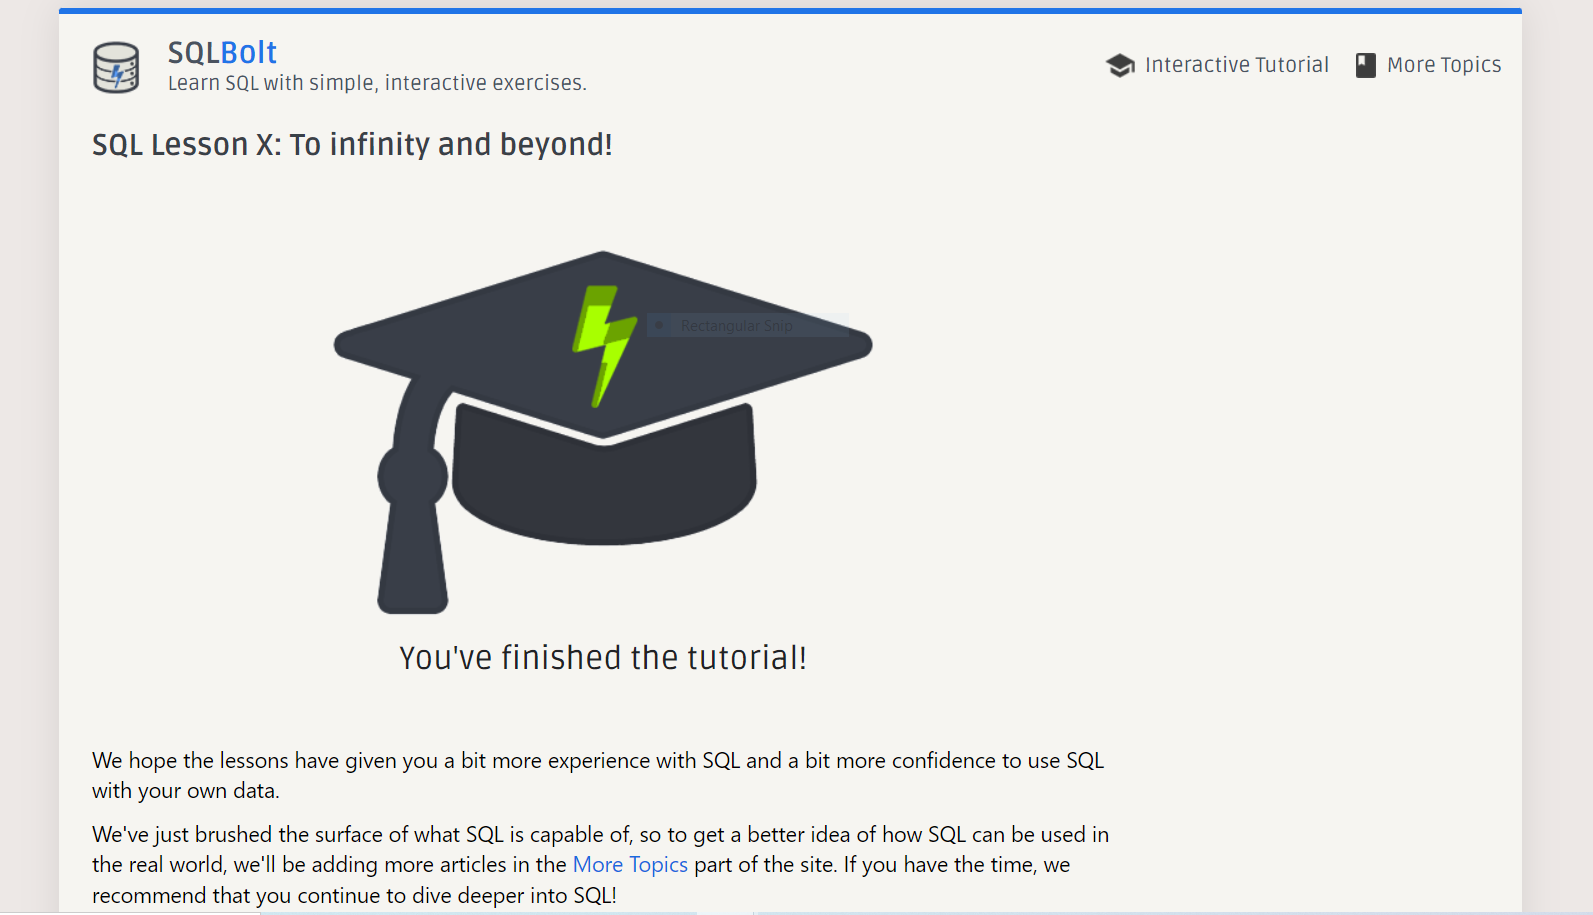 SQLBolt
Learn SQL with simple, interactive exercises.
Interactive Tutorial
More Topics
SQL Lesson X: To infinity and beyond!
Rectangular Snip
You've finished the tutorial!
We hope the lessons have given you a bit more experience with SQL and a bit more confidence to use SQL
with your own data.
We've just brushed the surface of what SQL is capable of, so to get a better idea of how SQL can be used in
the real world, we'll be adding more articles in the More Topics part of the site. If you have the time, we
recommend that you continue to dive deeper into SQL!